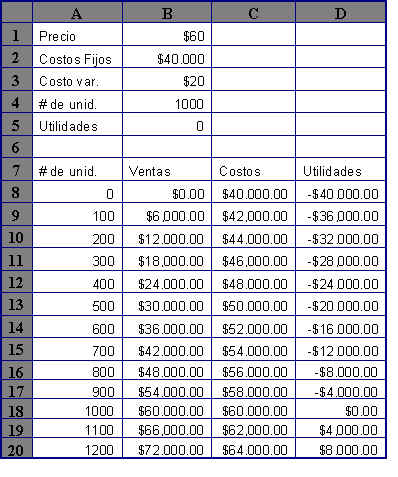 A B C D
1 Precio $60
2 Costos Fijos $40.000
3 Costo var. $20
4 # de unid. 1000
5 Utilidades 0
6
7 # de unid. Ventas Costos Utilidades
8 0 $0.00 $40.000.00 -$40.000.00
9 100 $6,000.00 $42,000.00 -$36,000.00
10 200 $12.000.00 $44.000.00 -$32.000.00
11 300 $18,000.00 $46,000.00 -$28,000.00
12 400 $24.000.00 $48.000.00 -$24.000.00
13 500 $30.000.00 $50.000.00 -$20.000.00
14 600 $36.000.00 $52.000.00 -$16.000.00
15 700 $42.000.00 $54.000.00 -$12.000.00
16 800 $48.000.00 $56.000.00 -$8.000.00
17 900 $54.000.00 $58.000.00 -$4.000.00
18 1000 $60.000.00 $60.000.00 $0.00
19 1100 $66,000.00 $62,000.00 $4,000.00
20 1200 $72.000.00 $64.000.00 $8.000.00